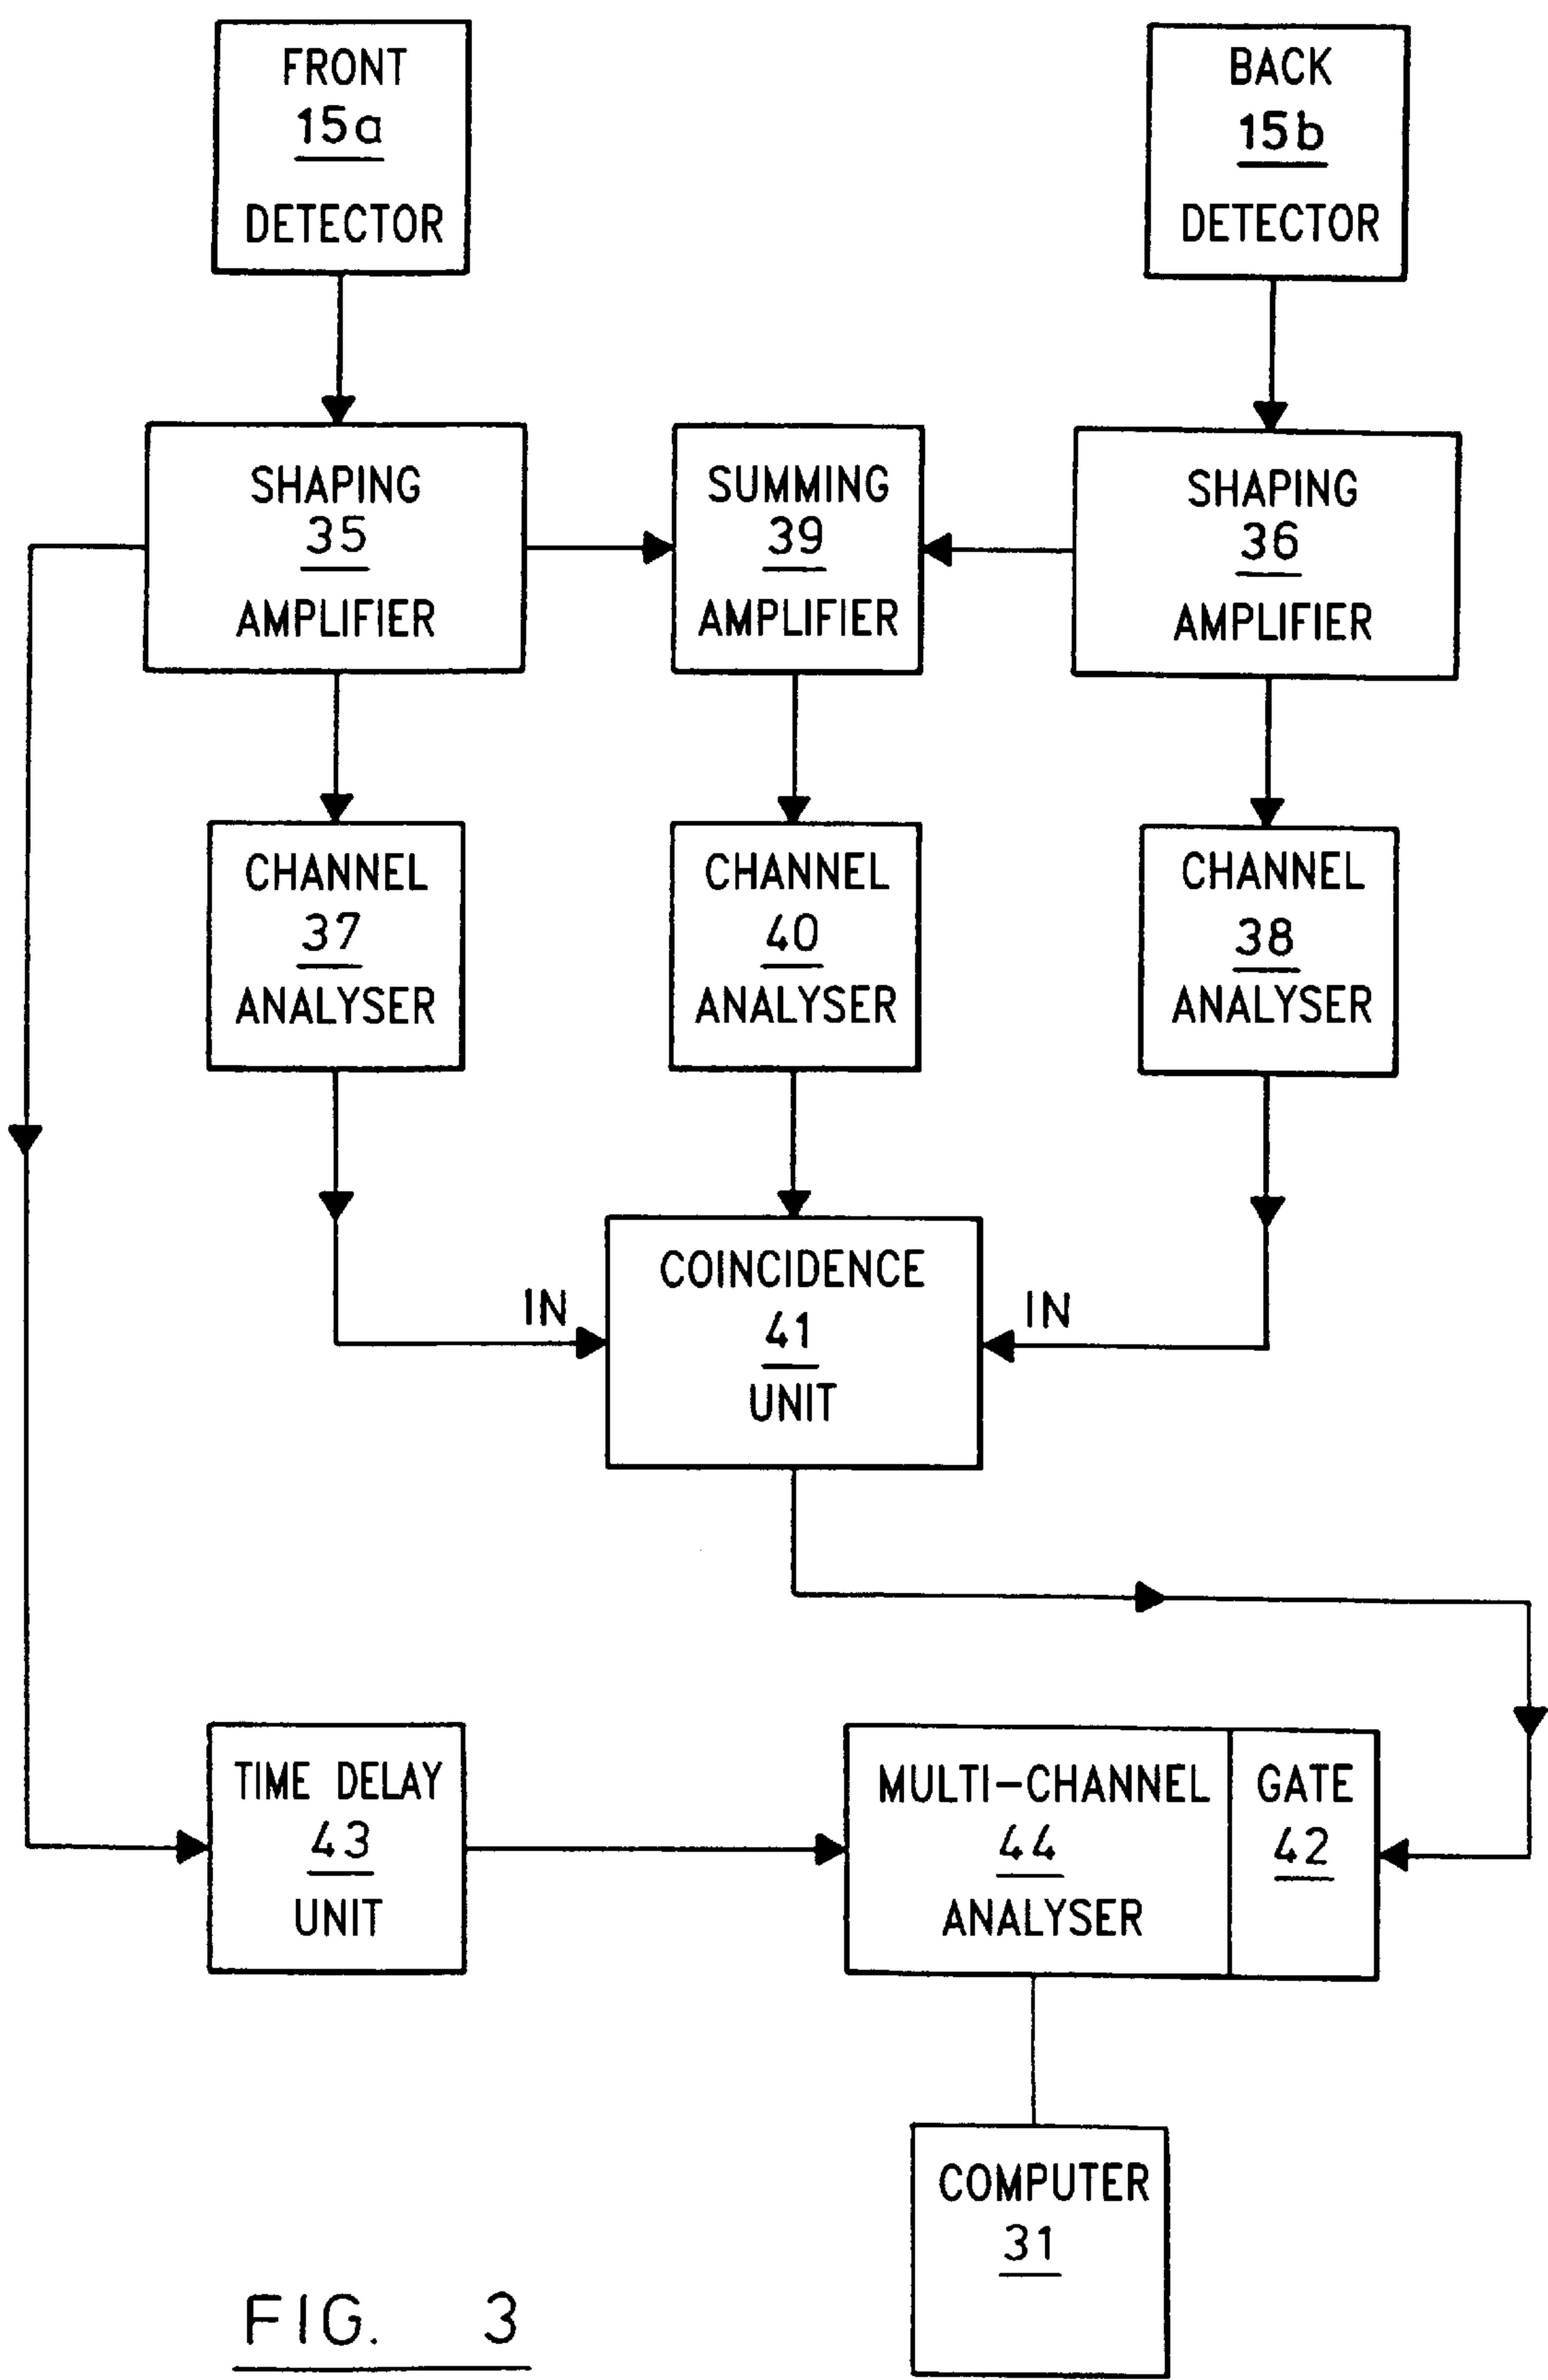 FRONT
15a
DETECTOR
BACK
15b
DETECTOR
SHAPING
35
AMPLIFIER
SUMMING
39
AMPLIFIER
SHAPING
36
AMPLIFIER
CHANNEL
37
ANALYSER
CHANNEL
40
ANALYSER
CHANNEL
38
ANALYSER
IN
COINCIDENCE
41
UNIT
IN
TIME DELAY
43
UNIT
MULTI-CHANNEL
44
ANALYSER
GATE
42
COMPUTER
31
FIG. 3